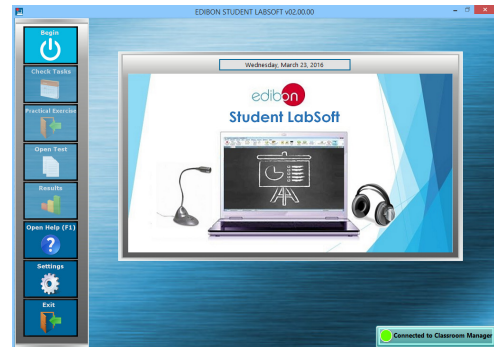 EDIBON STUDENT LABSOFT v02.00.00
Begin
Check Tasks
Practical Exercise
Open Test
Results
Open Help (F1)
Settings
Exit
Wednesday, March 23, 2016
edibon
Student LabSoft
Connected to Classroom Manager